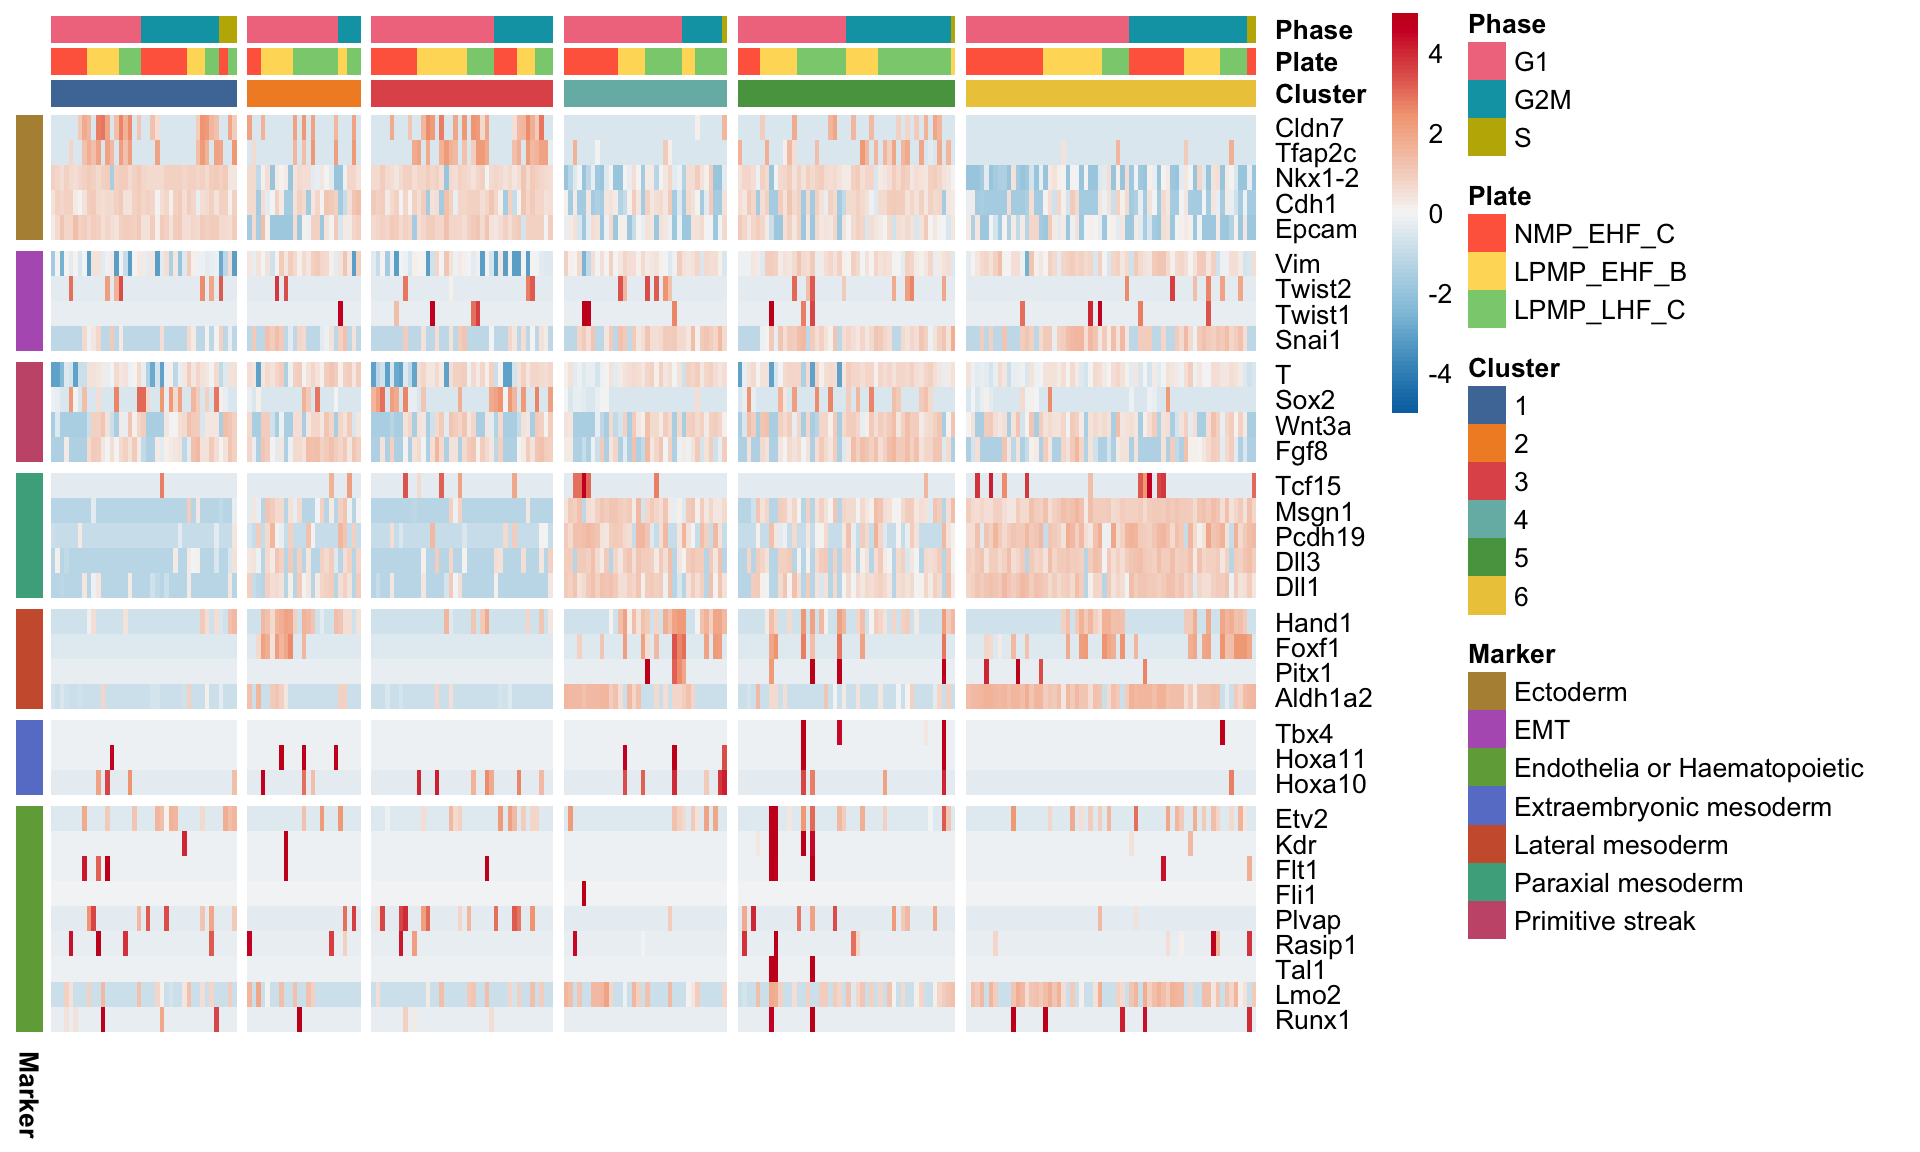 Phase
Plate
Cluster
Cldn7
Tfap2c
Nkx1-2
Cdh1
Epcam
Vim
Twist2
Twist1
Snai1
T
Sox2
Wnt3a
Fgf8
Tcf15
Msgn1
Pcdh19
Dll3
Dll1
Hand1
Foxf1
Pitx1
Aldh1a2
Tbx4
Hoxa11
Hoxa10
Etv2
Kdr
Flt1
Fli1
Plvap
Rasip1
Tal1
Lmo2
Runx1
Marker
4
2
0
-2
-4
Phase
G1
G2M
S
Plate
NMP_EHF_C
LPMP_EHF_B
LPMP_LHF_C
Cluster
1
2
3
4
5
6
Marker
Ectoderm
EMT
Endothelia or Haematopoietic
Extraembryonic mesoderm
Lateral mesoderm
Paraxial mesoderm
Primitive streak